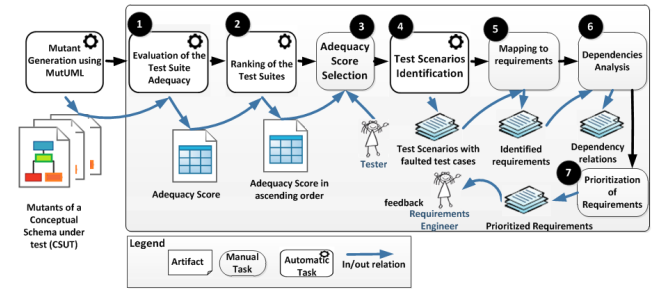 1
2
3
4
5
6
Mutant
Generation using
MutUML
Evaluation of the
Test Suite
Adequacy
Ranking of the
Test Suites
Adequacy
Score
Selection
Test Scenarios
Identification
Mapping to
requirements
Dependencies
Analysis
Mutants of a
Conceptual
Schema under
test (CSUT)
Adequacy Score
Adequacy Score in
ascending order
Tester
Test Scenarios with
faulted test cases
Identified
requirements
Dependency
relations
7
Prioritization
of
Requirements
feedback
Requirements
Engineer
Prioritized Requirements
Legend
Artifact
Manual
Task
Automatic
Task
In/out relation